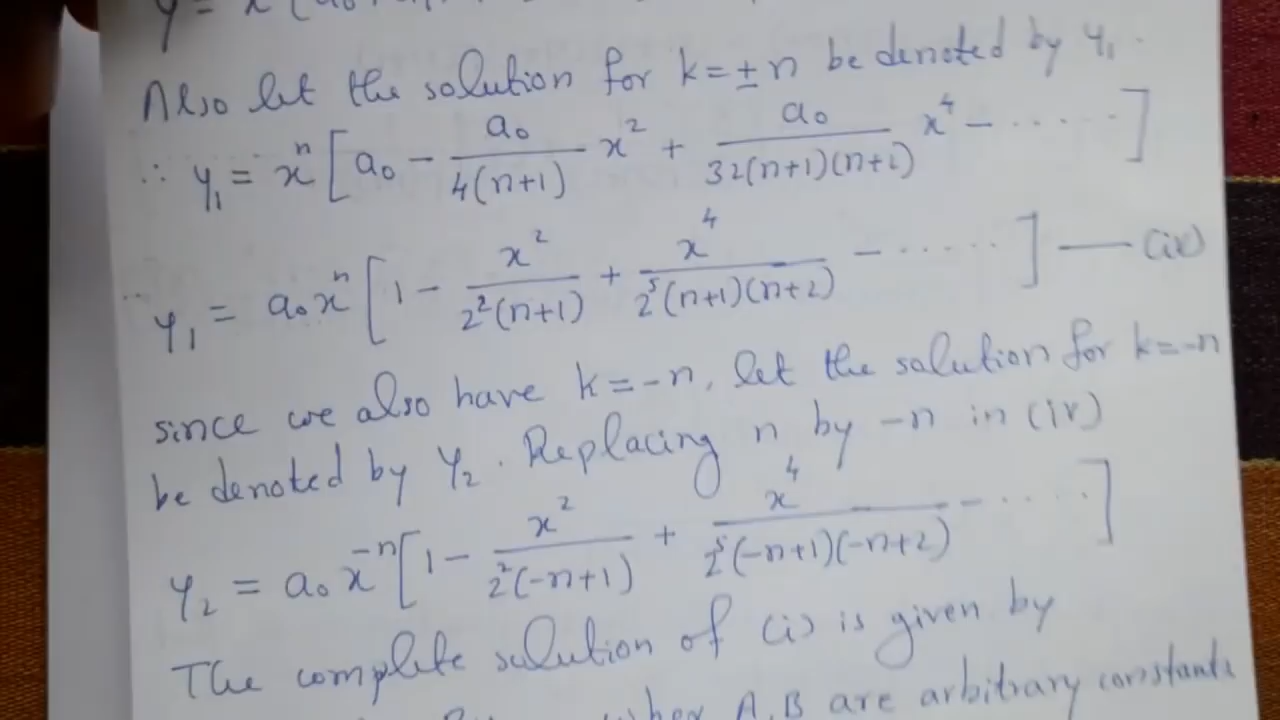 Also let the solution for k = ± n be denoted by y₁.
∴ y₁ = xⁿ [ a₀ − a₀/4(n+1) x² + a₀/32(n+1)(n+2) x⁴ − ⋯⋯ ]
y₁ = a₀xⁿ [ 1 − x²/2²(n+1) + x⁴/2⁵(n+1)(n+2) − ⋯⋯ ] — (iv)
since we also have k = −n, let the solution for k = −n
be denoted by y₂. Replacing n by −n in (iv)
y₂ = a₀x⁻ⁿ [ 1 − x²/2²(−n+1) + x⁴/2⁵(−n+1)(−n+2) − ⋯⋯ ]
The complete solution of (i) is given by
A, B are arbitrary constants